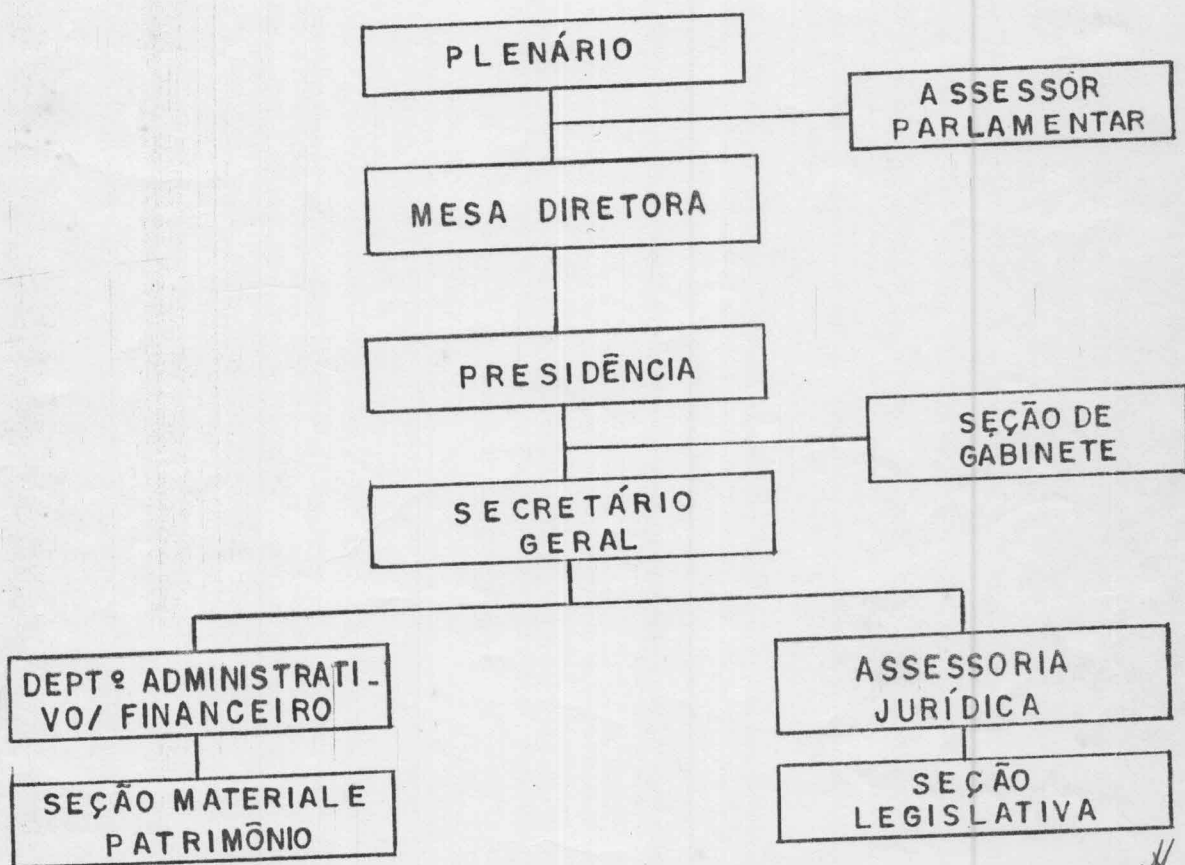 PLENÁRIO
ASSESSOR
PARLAMENTAR
MESA DIRETORA
PRESIDÊNCIA
SEÇÃO DE
GABINETE
SECRETÁRIO
GERAL
DEPTº ADMINISTRATI_
VO/ FINANCEIRO
ASSESSORIA
JURÍDICA
SEÇÃO MATERIAL E
PATRIMÔNIO
SEÇÃO
LEGISLATIVA